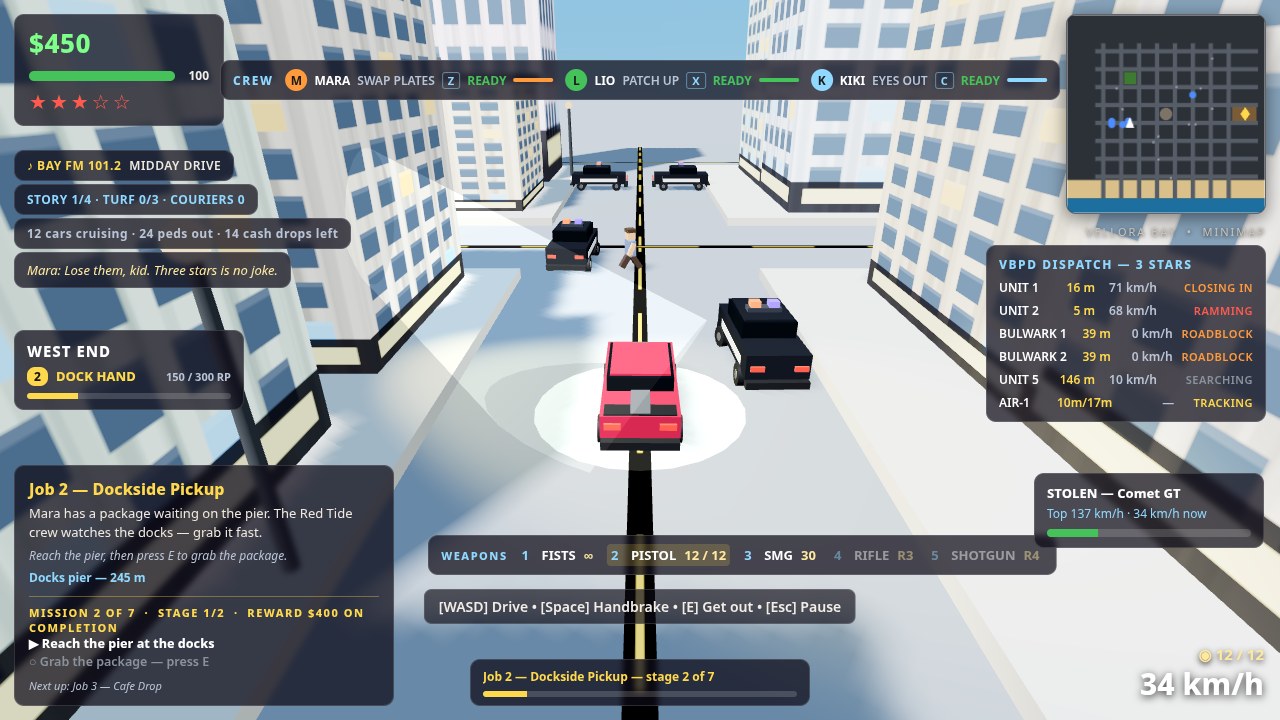 $450
100
★★★☆☆
CREW M MARA SWAP PLATES Z READY L LIO PATCH UP X READY K KIKI EYES OUT C READY
♪ BAY FM 101.2 MIDDAY DRIVE
STORY 1/4 · TURF 0/3 · COURIERS 0
12 cars cruising · 24 peds out · 14 cash drops left
Mara: Lose them, kid. Three stars is no joke.
VELLORA BAY • MINIMAP
VBPD DISPATCH — 3 STARS
UNIT 1 16 m 71 km/h CLOSING IN
UNIT 2 5 m 68 km/h RAMMING
BULWARK 1 39 m 0 km/h ROADBLOCK
BULWARK 2 39 m 0 km/h ROADBLOCK
UNIT 5 146 m 10 km/h SEARCHING
AIR-1 10m/17m — TRACKING
WEST END
2 DOCK HAND 150 / 300 RP
Job 2 — Dockside Pickup
Mara has a package waiting on the pier. The Red Tide
crew watches the docks — grab it fast.
Reach the pier, then press E to grab the package.
Docks pier — 245 m
MISSION 2 OF 7 · STAGE 1/2 · REWARD $400 ON
COMPLETION
▶ Reach the pier at the docks
○ Grab the package — press E
Next up: Job 3 — Cafe Drop
STOLEN — Comet GT
Top 137 km/h · 34 km/h now
WEAPONS 1 FISTS ∞ 2 PISTOL 12 / 12 3 SMG 30 4 RIFLE R3 5 SHOTGUN R4
[WASD] Drive • [Space] Handbrake • [E] Get out • [Esc] Pause
Job 2 — Dockside Pickup — stage 2 of 7
◉ 12 / 12
34 km/h